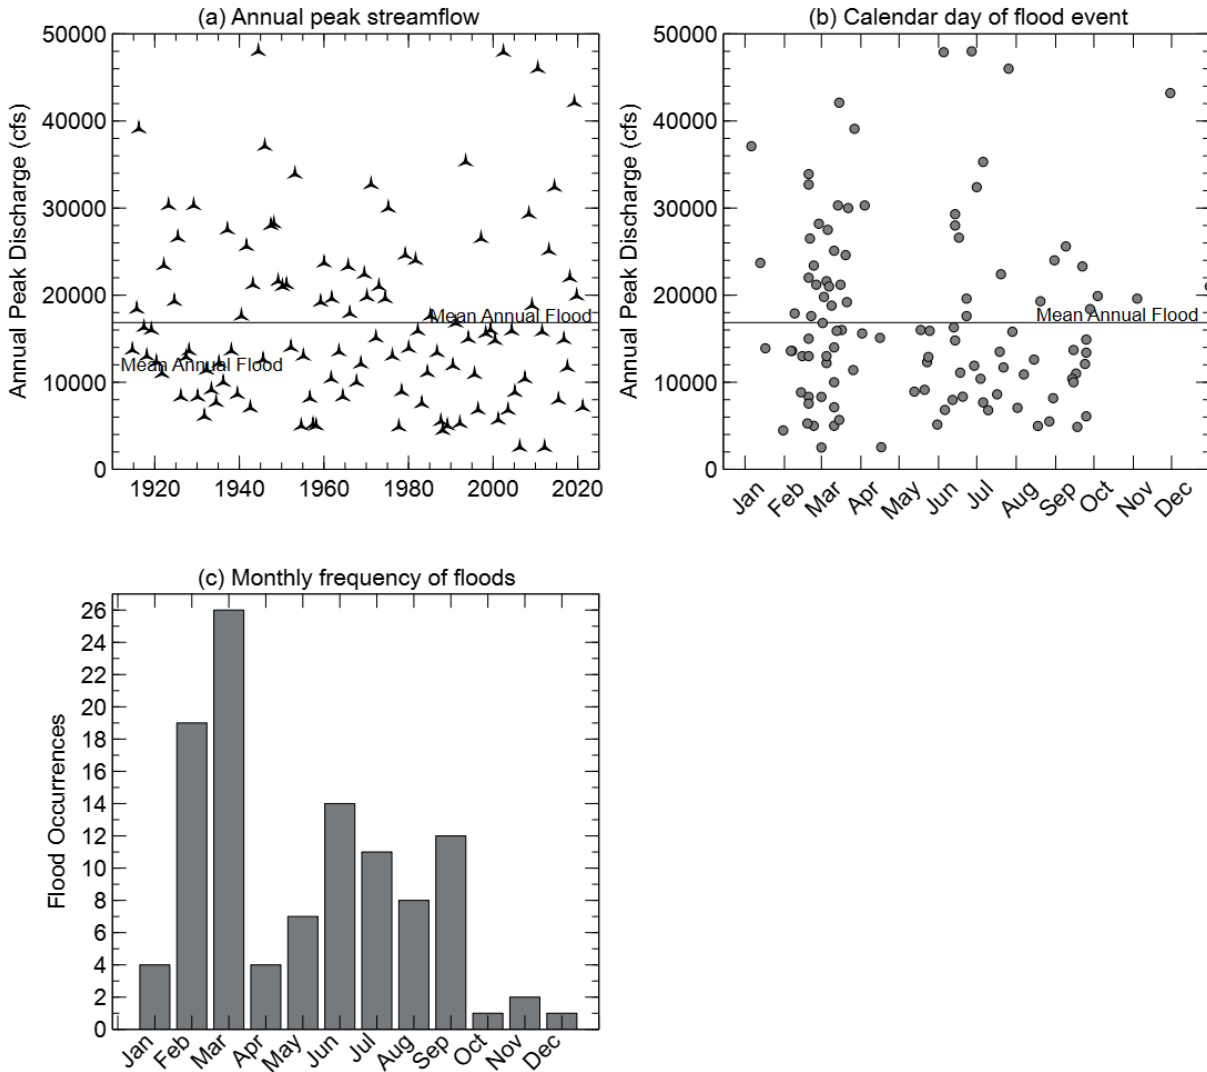 (a) Annual peak streamflow
50000
40000
30000
20000
10000
0
Annual Peak Discharge (cfs)
Mean Annual Flood
Mean Annual Flood
1920 1940 1960 1980 2000 2020
(b) Calendar day of flood event
50000
40000
30000
20000
10000
0
Annual Peak Discharge (cfs)
Mean Annual Flood
Jan Feb Mar Apr May Jun Jul Aug Sep Oct Nov Dec
(c) Monthly frequency of floods
26
24
22
20
18
16
14
12
10
8
6
4
2
0
Flood Occurrences
Jan Feb Mar Apr May Jun Jul Aug Sep Oct Nov Dec